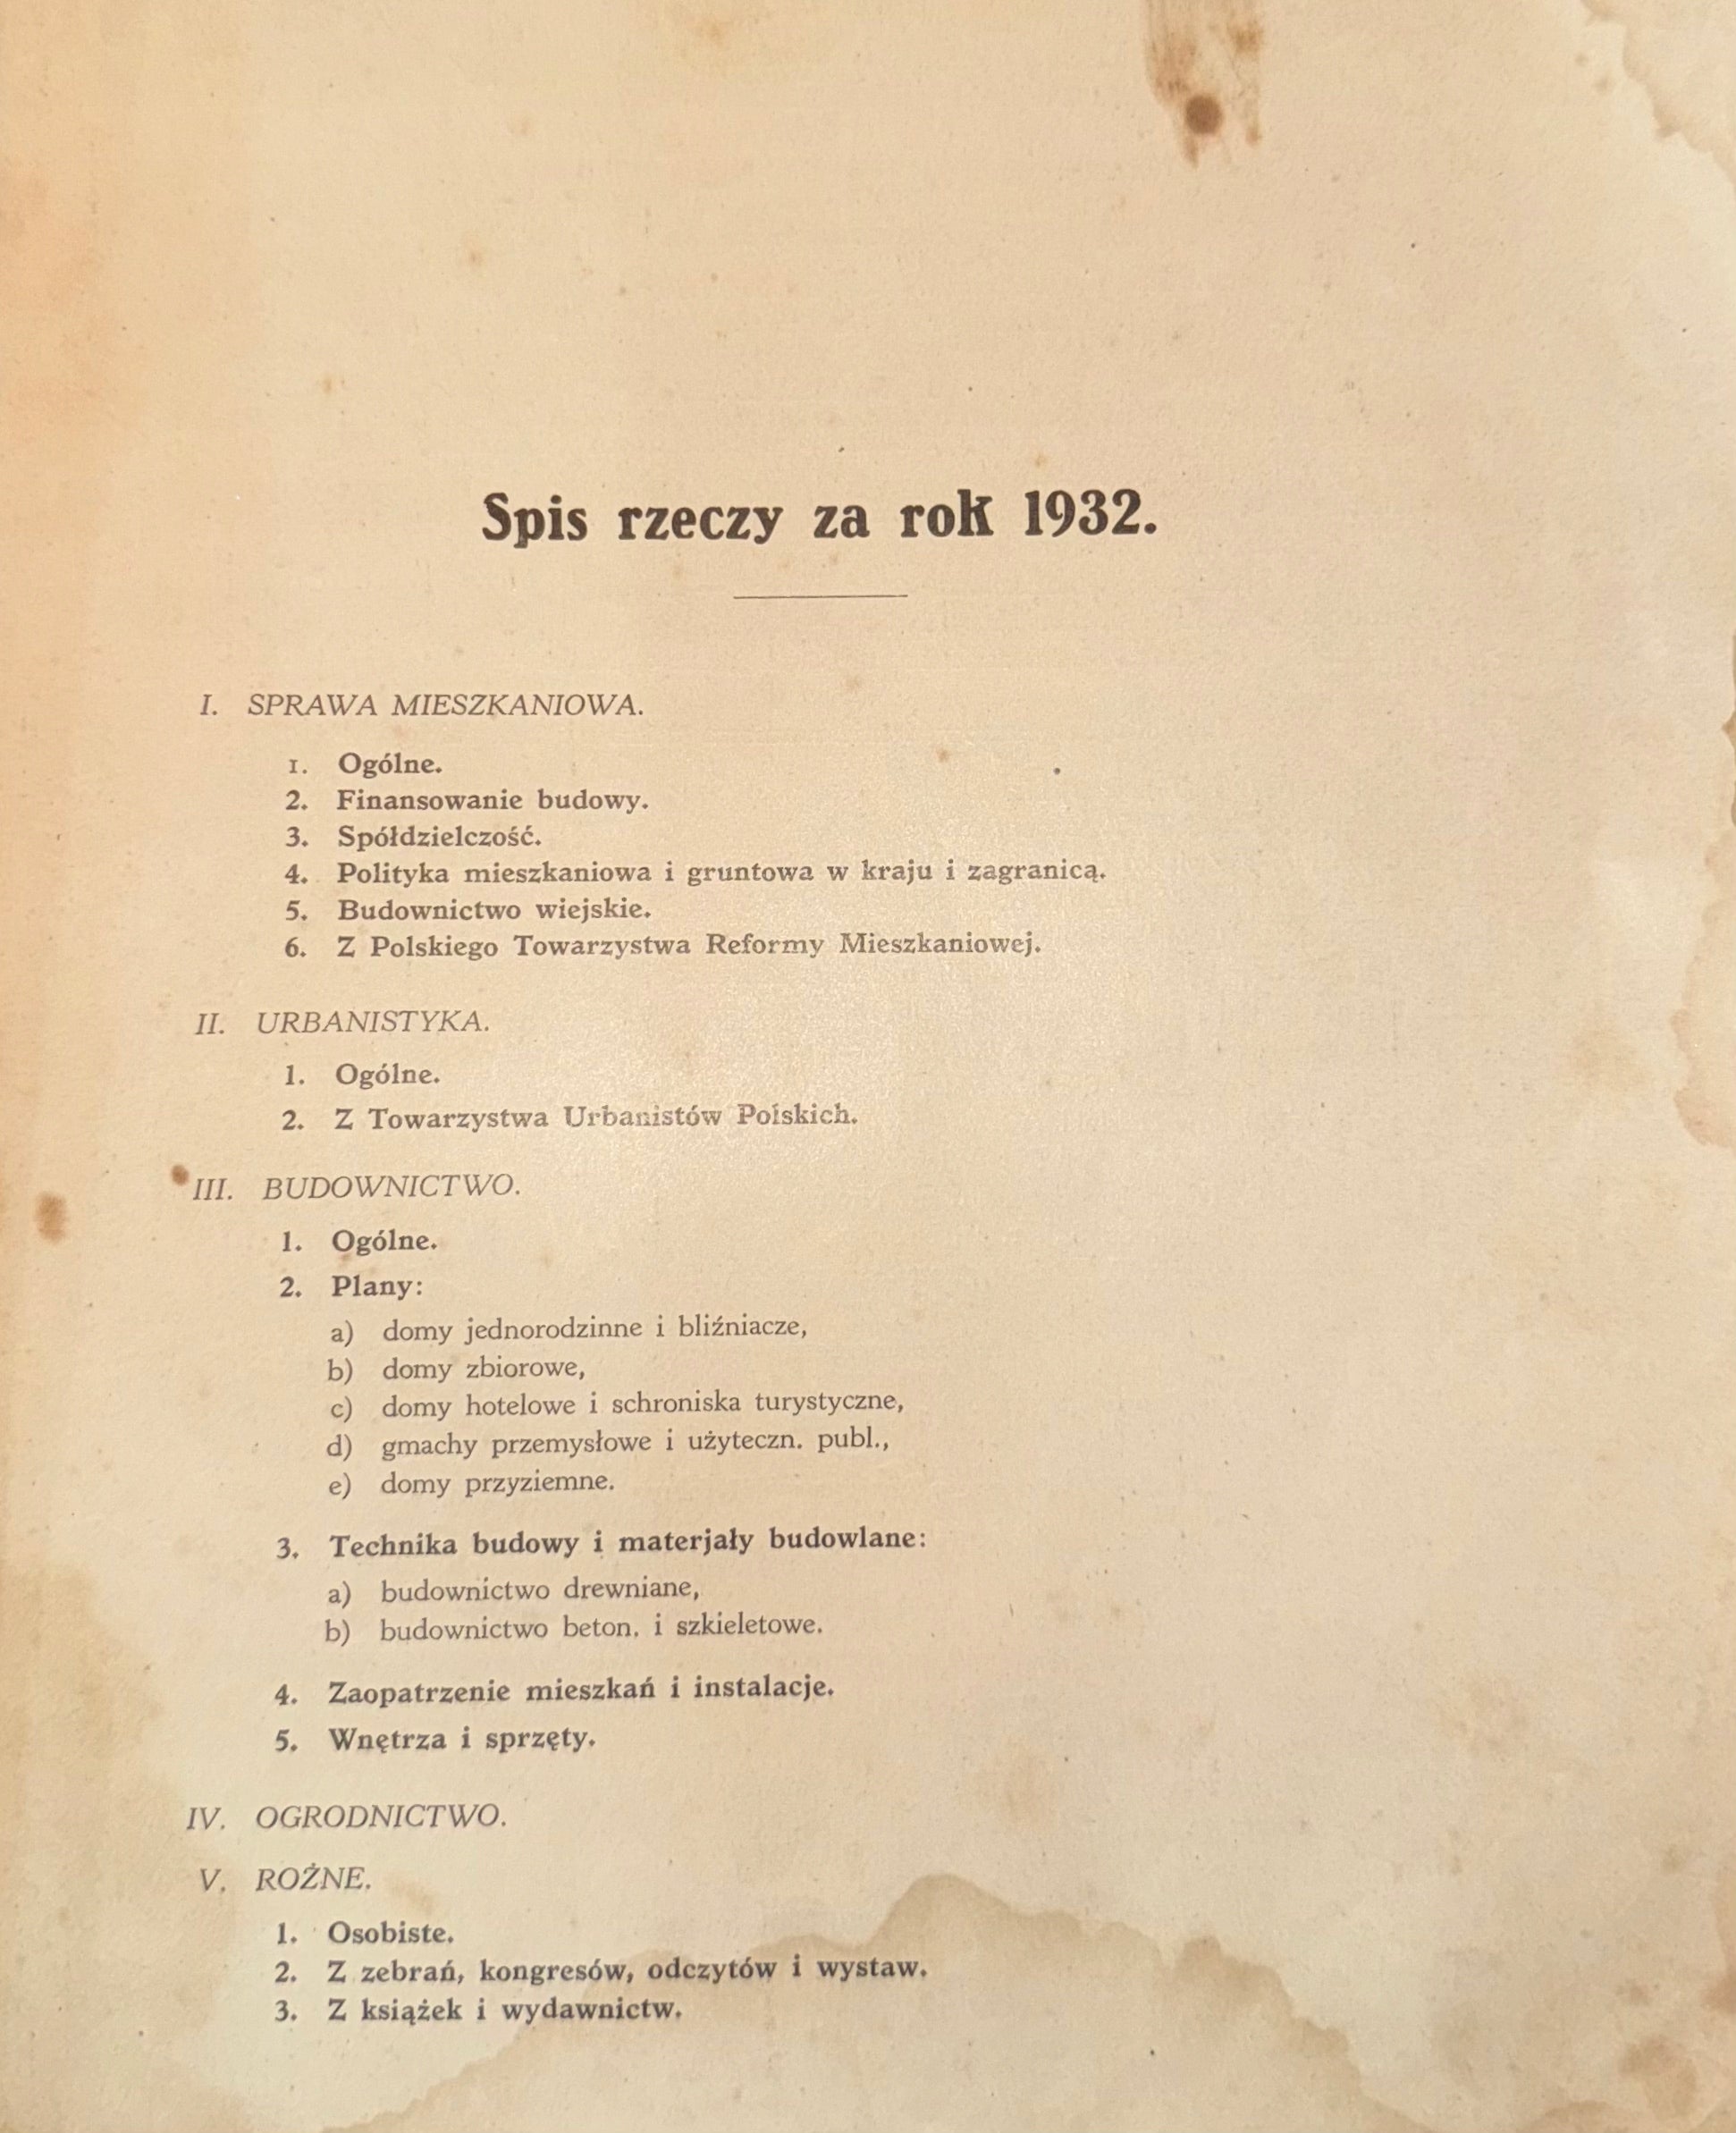 Spis rzeczy za rok 1932.
I. SPRAWA MIESZKANIOWA.
1. Ogólne.
2. Finansowanie budowy.
3. Spółdzielczość.
4. Polityka mieszkaniowa i gruntowa w kraju i zagranicą.
5. Budownictwo wiejskie.
6. Z Polskiego Towarzystwa Reformy Mieszkaniowej.
II. URBANISTYKA.
1. Ogólne.
2. Z Towarzystwa Urbanistów Polskich.
III. BUDOWNICTWO.
1. Ogólne.
2. Plany:
a) domy jednorodzinne i bliźniacze,
b) domy zbiorowe,
c) domy hotelowe i schroniska turystyczne,
d) gmachy przemysłowe i użyteczn. publ.,
e) domy przyziemne.
3. Technika budowy i materjały budowlane:
a) budownictwo drewniane,
b) budownictwo beton. i szkieletowe.
4. Zaopatrzenie mieszkań i instalacje.
5. Wnętrza i sprzęty.
IV. OGRODNICTWO.
V. ROŻNE.
1. Osobiste.
2. Z zebrań, kongresów, odczytów i wystaw.
3. Z książek i wydawnictw.